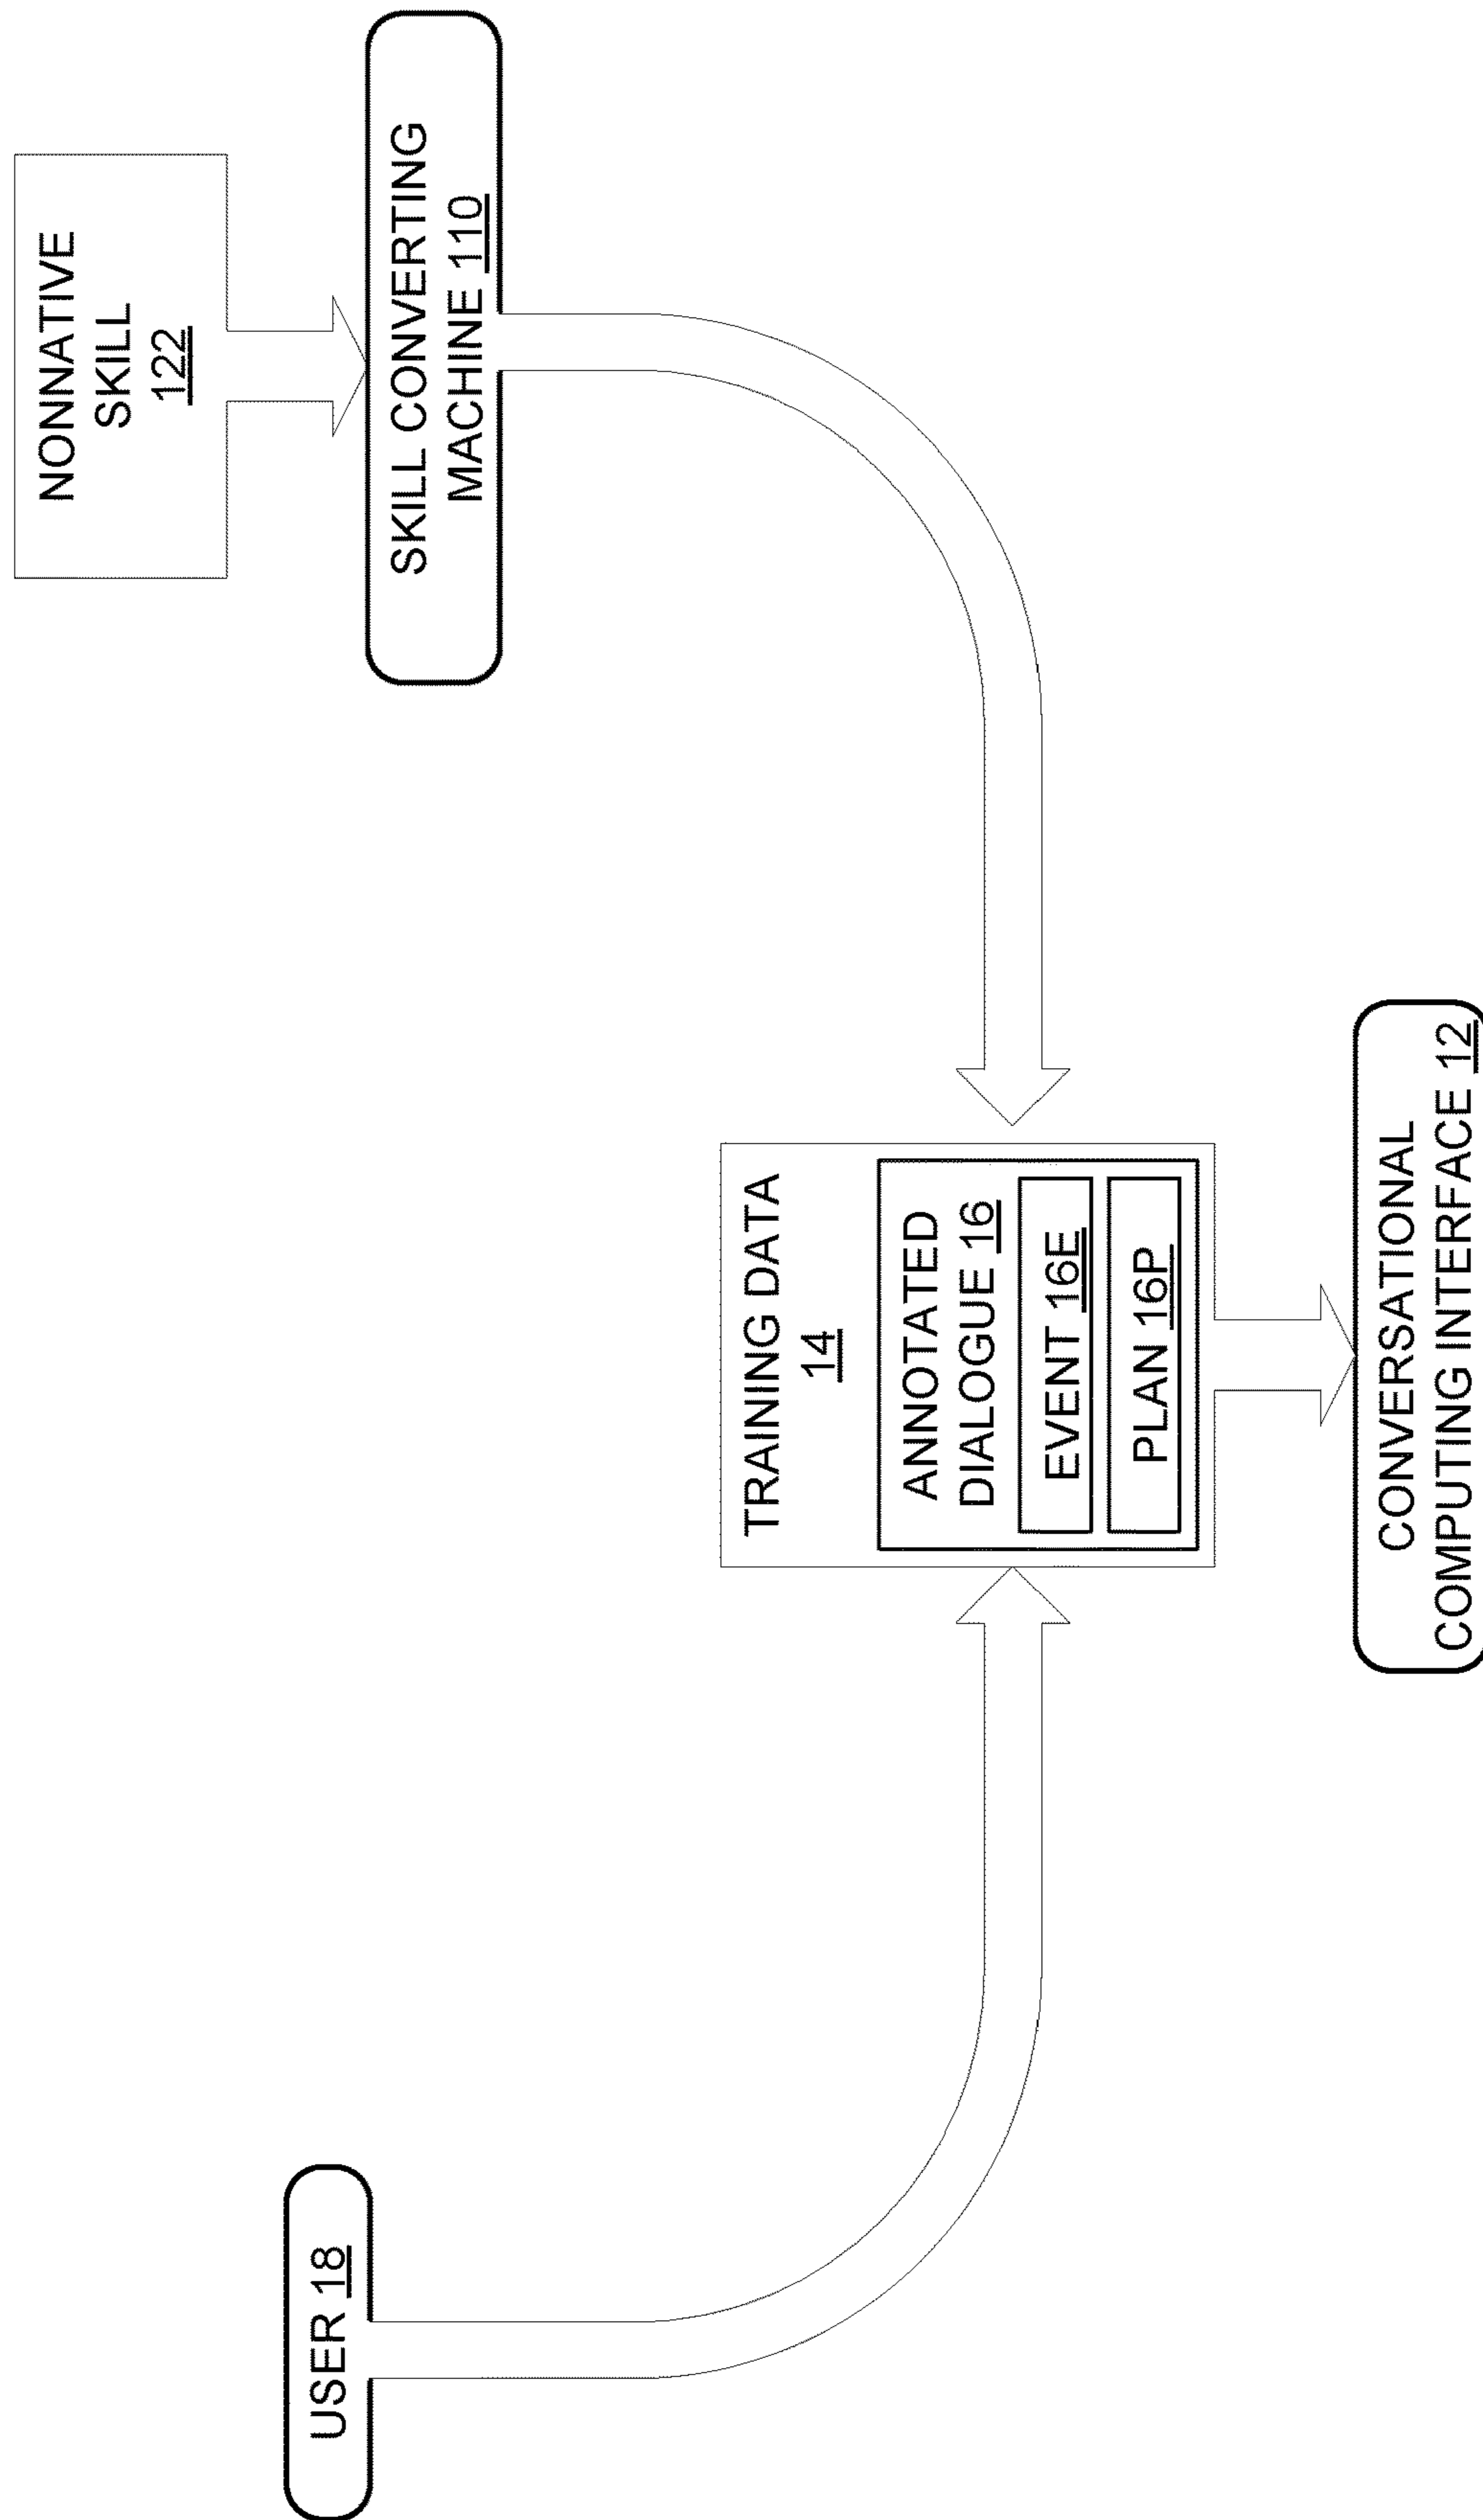 USER 18
NONNATIVE
SKILL
122
SKILL CONVERTING
MACHINE 110
TRAINING DATA
14
ANNOTATED
DIALOGUE 16
EVENT 16E
PLAN 16P
CONVERSATIONAL
COMPUTING INTERFACE 12